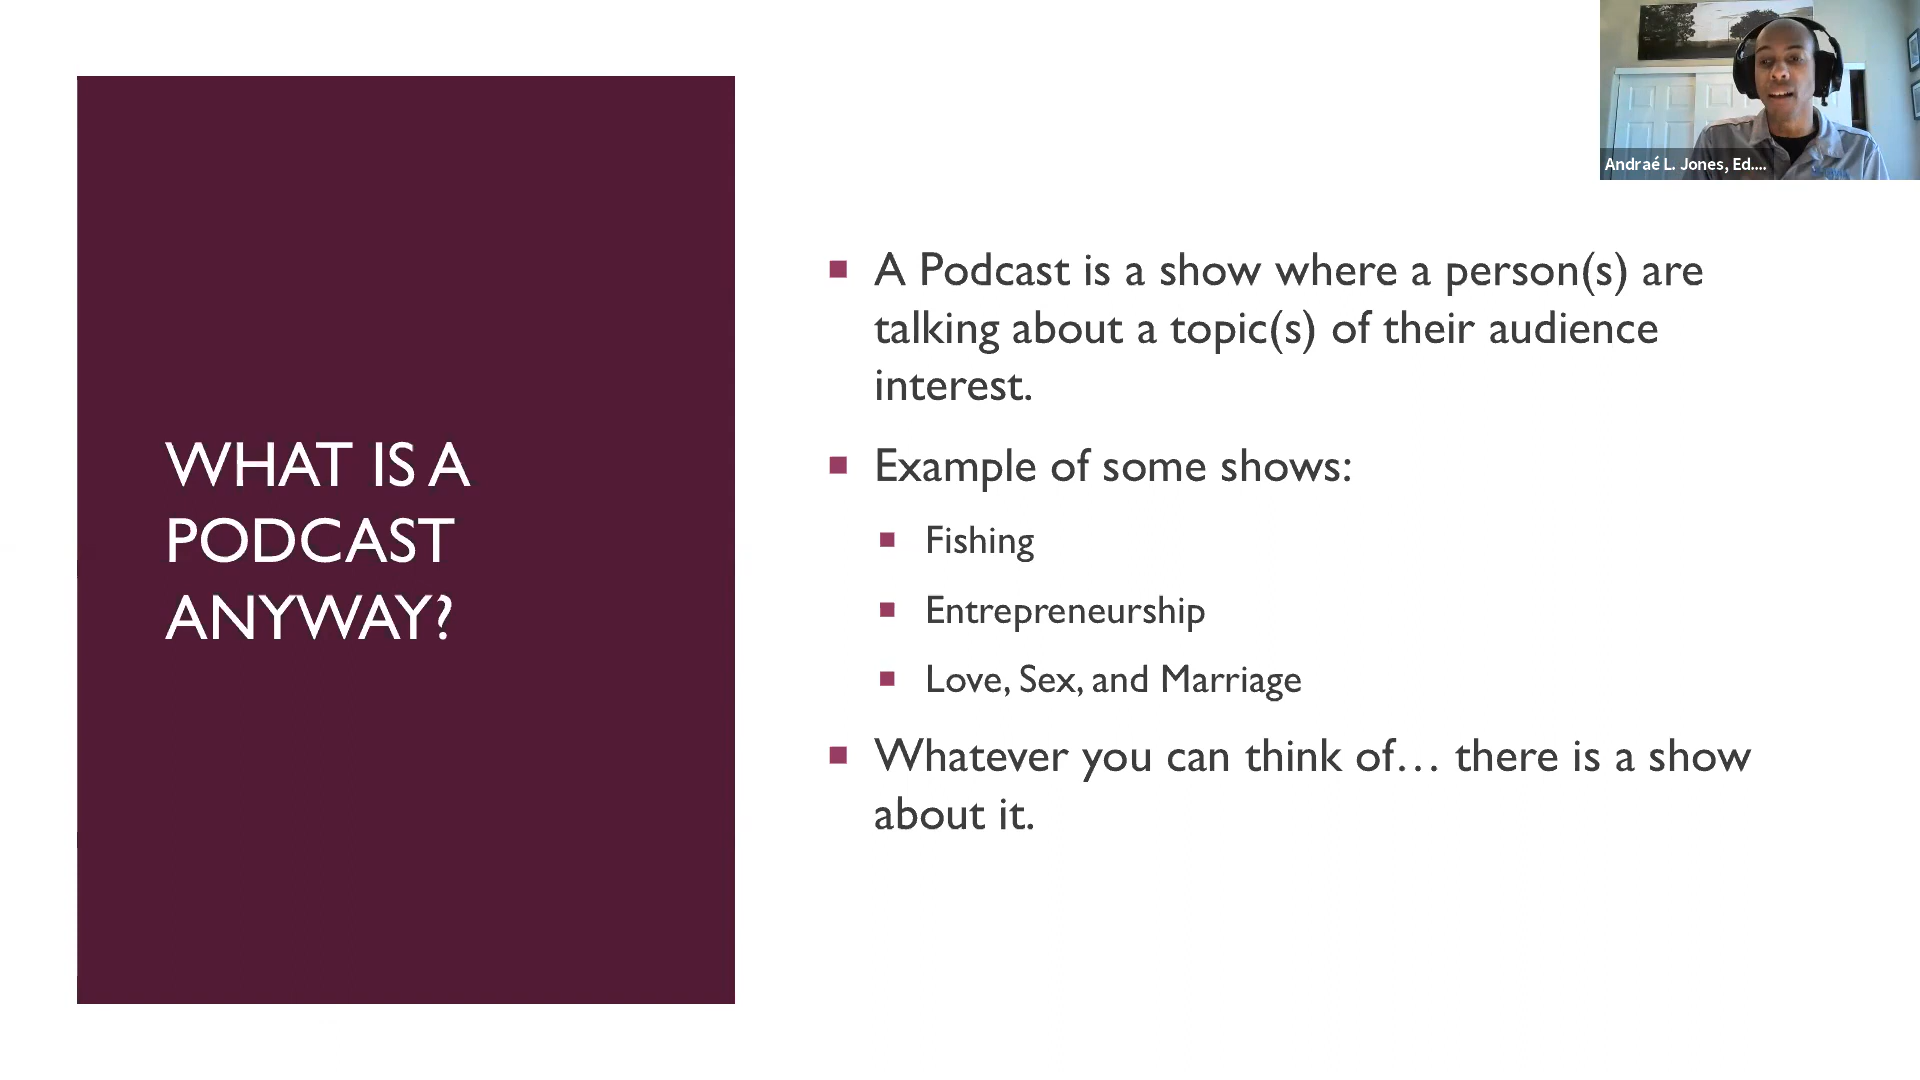 WHAT IS A
PODCAST
ANYWAY?
A Podcast is a show where a person(s) are
talking about a topic(s) of their audience
interest.
Example of some shows:
Fishing
Entrepreneurship
Love, Sex, and Marriage
Whatever you can think of... there is a show
about it.
Andraé L. Jones, Ed....